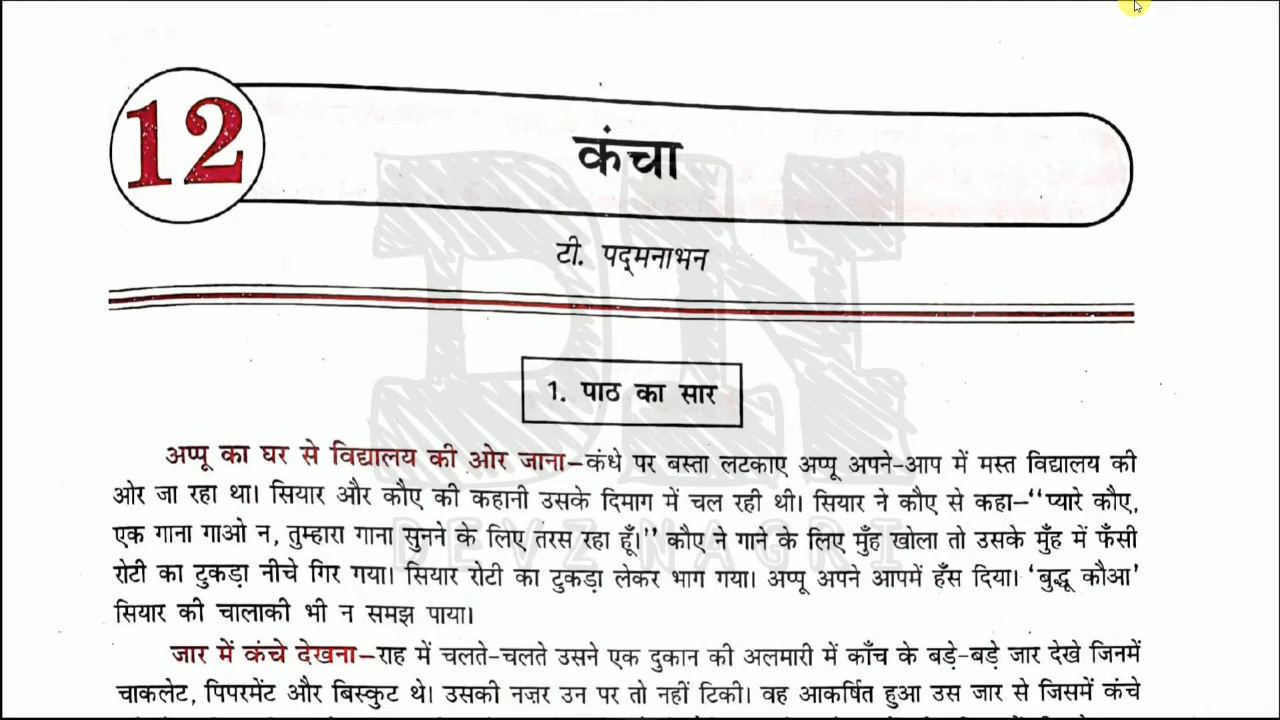 12
कंचा
टी. पद्मनाभन
1. पाठ का सार
अप्पू का घर से विद्यालय की ओर जाना–कंधे पर बस्ता लटकाए अप्पू अपने-आप में मस्त विद्यालय की
ओर जा रहा था। सियार और कौए की कहानी उसके दिमाग में चल रही थी। सियार ने कौए से कहा–“प्यारे कौए,
एक गाना गाओ न, तुम्हारा गाना सुनने के लिए तरस रहा हूँ।” कौए ने गाने के लिए मुँह खोला तो उसके मुँह में फँसी
रोटी का टुकड़ा नीचे गिर गया। सियार रोटी का टुकड़ा लेकर भाग गया। अप्पू अपने आपमें हँस दिया। ‘बुद्धू कौआ’
सियार की चालाकी भी न समझ पाया।
जार में कंचे देखना–राह में चलते-चलते उसने एक दुकान की अलमारी में काँच के बड़े-बड़े जार देखे जिनमें
चाकलेट, पिपरमेंट और बिस्कुट थे। उसकी नज़र उन पर तो नहीं टिकी। वह आकर्षित हुआ उस जार से जिसमें कंचे
DN
DEVZ NAGRI